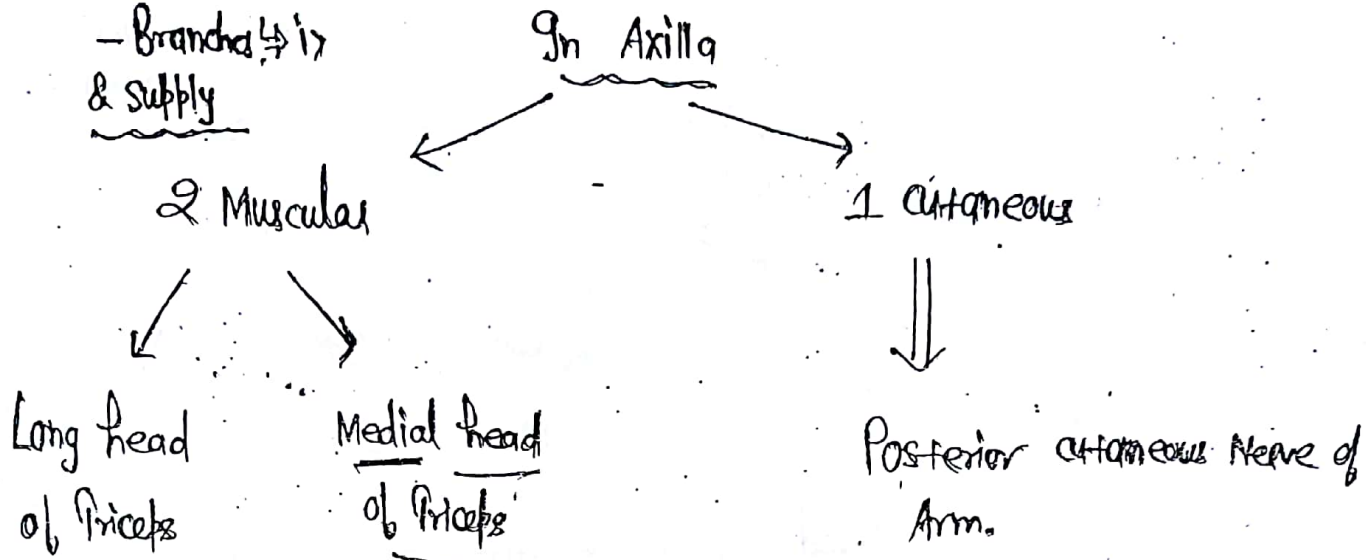 - Branches ↳ i>
& supply
In Axilla
2 Muscular
1 cutaneous
Long head
of Triceps
Medial head
of Triceps
Posterior cutaneous Nerve of
Arm.